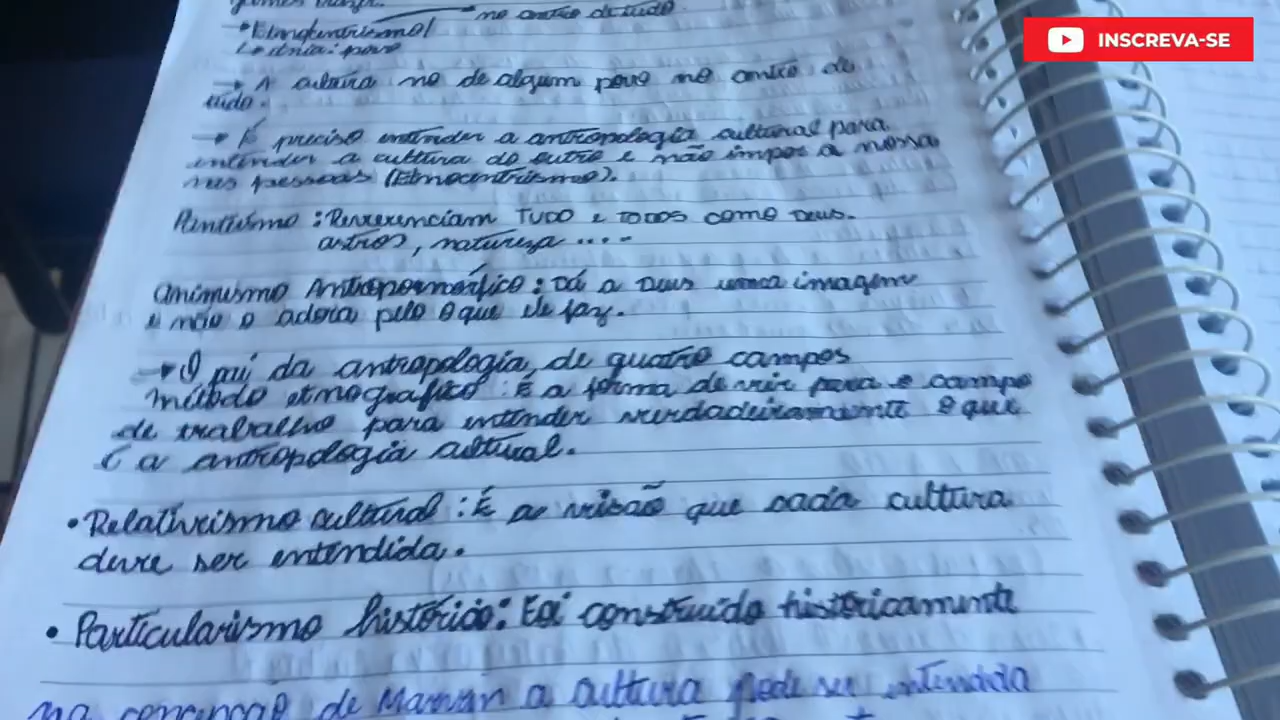 no centro de tudo.
INSCREVA-SE
• Etnocentrismo/
↳ etnia: povo
→ A cultura no de algum povo no centro de
tudo.
→ É preciso entender a antropologia cultural para
entender a cultura do outro e não impor a nossa
nas pessoas (Etnocentrismo).
Panteísmo: Reverenciam TUDO e TODOS como Deus.
astros, natureza ....
Animismo Antropomórfico: Dá a Deus uma imagem
e não o adora pelo o que ele faz.
→ O pai da antropologia, de quatro campos
método etnográfico: É a forma de vir para o campo
de trabalho para entender verdadeiramente o que
é a antropologia cultural.
• Relativismo cultural: É a visão que cada cultura
deve ser entendida.
• Particularismo histórico: Foi construído historicamente
na concepção de a cultura pode ser entendida